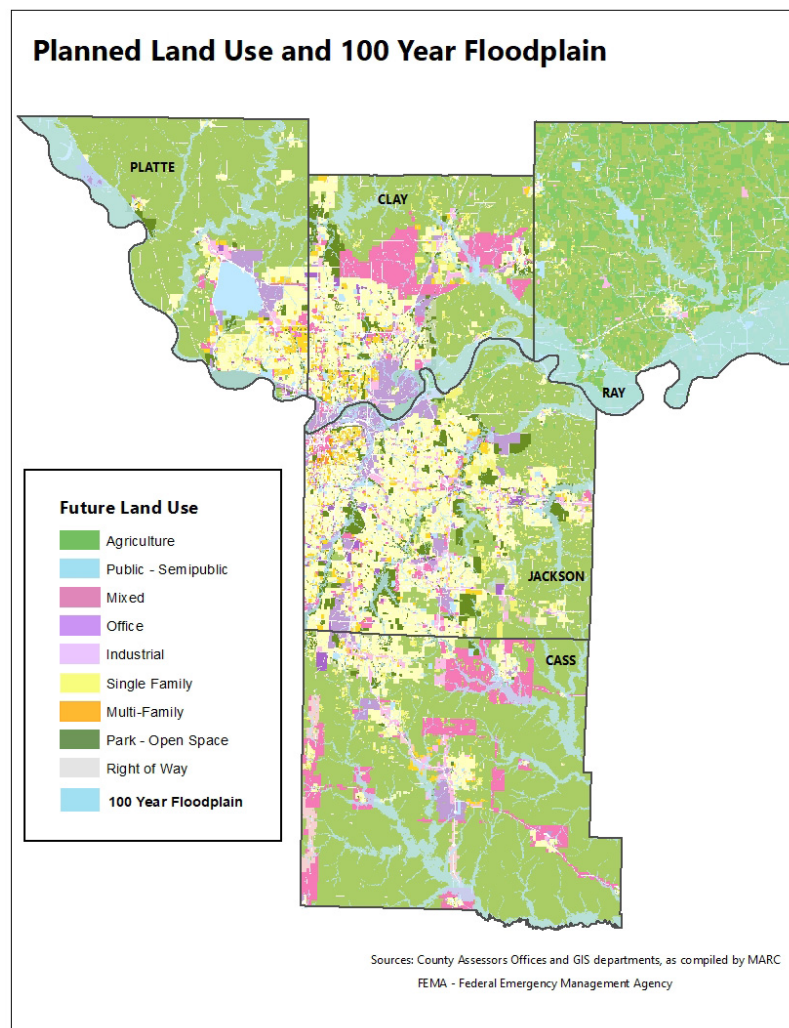 Planned Land Use and 100 Year Floodplain
PLATTE
CLAY
RAY
JACKSON
CASS
Future Land Use
Agriculture
Public - Semipublic
Mixed
Office
Industrial
Single Family
Multi-Family
Park - Open Space
Right of Way
100 Year Floodplain
Sources: County Assessors Offices and GIS departments, as compiled by MARC
FEMA - Federal Emergency Management Agency